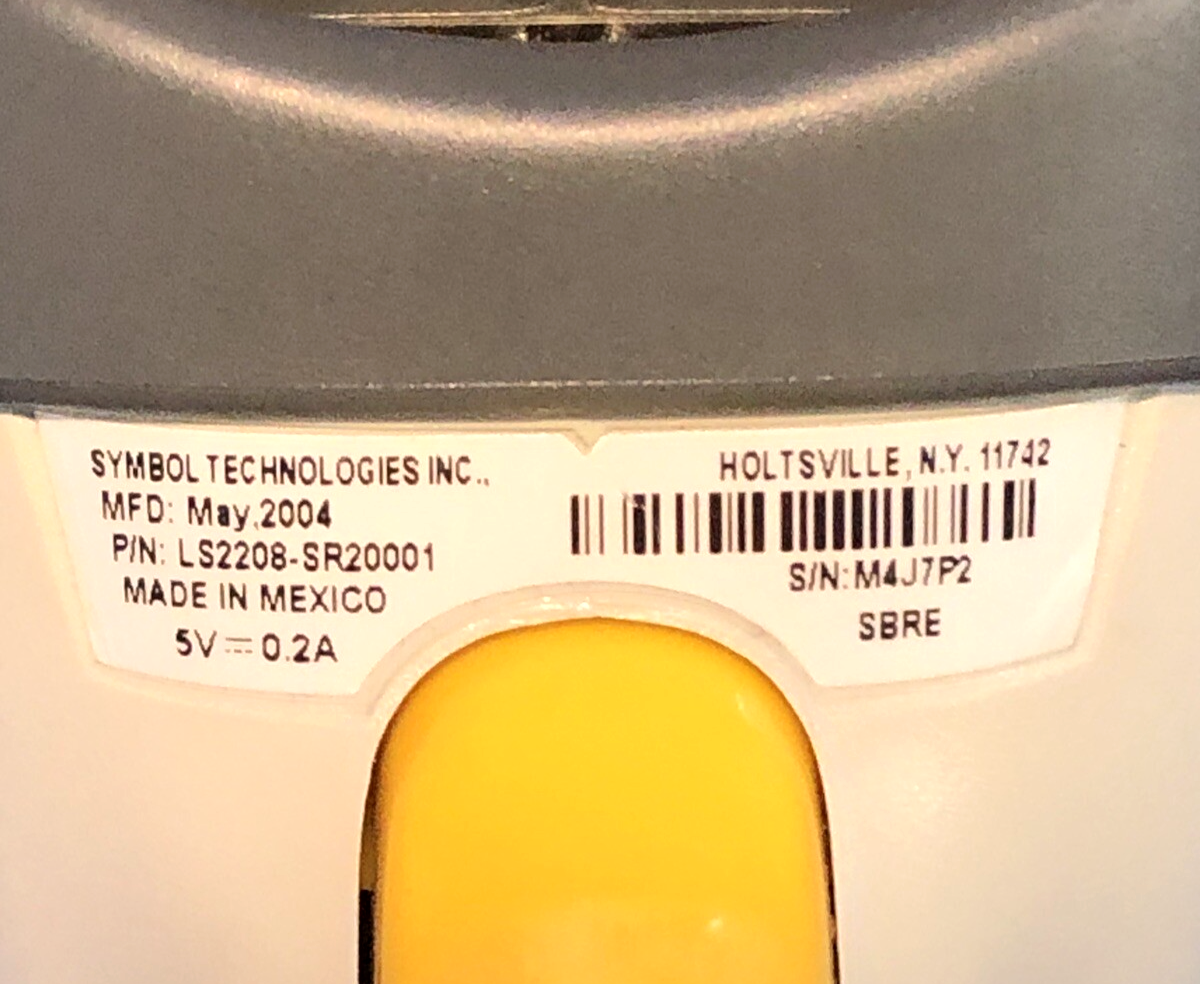 SYMBOL TECHNOLOGIES INC.,
MFD: May,2004
P/N: LS2208-SR20001
MADE IN MEXICO
5V⎓0.2A
HOLTSVILLE, N.Y. 11742
S/N:M4J7P2
SBRE